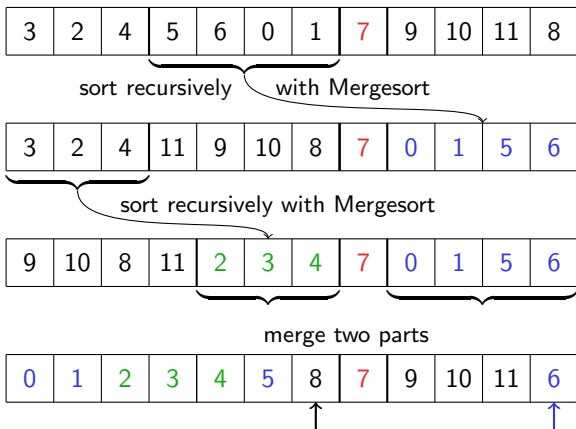 3 2 4 5 6 0 1 7 9 10 11 8
sort recursively with Mergesort
3 2 4 11 9 10 8 7 0 1 5 6
sort recursively with Mergesort
9 10 8 11 2 3 4 7 0 1 5 6
merge two parts
0 1 2 3 4 5 8 7 9 10 11 6